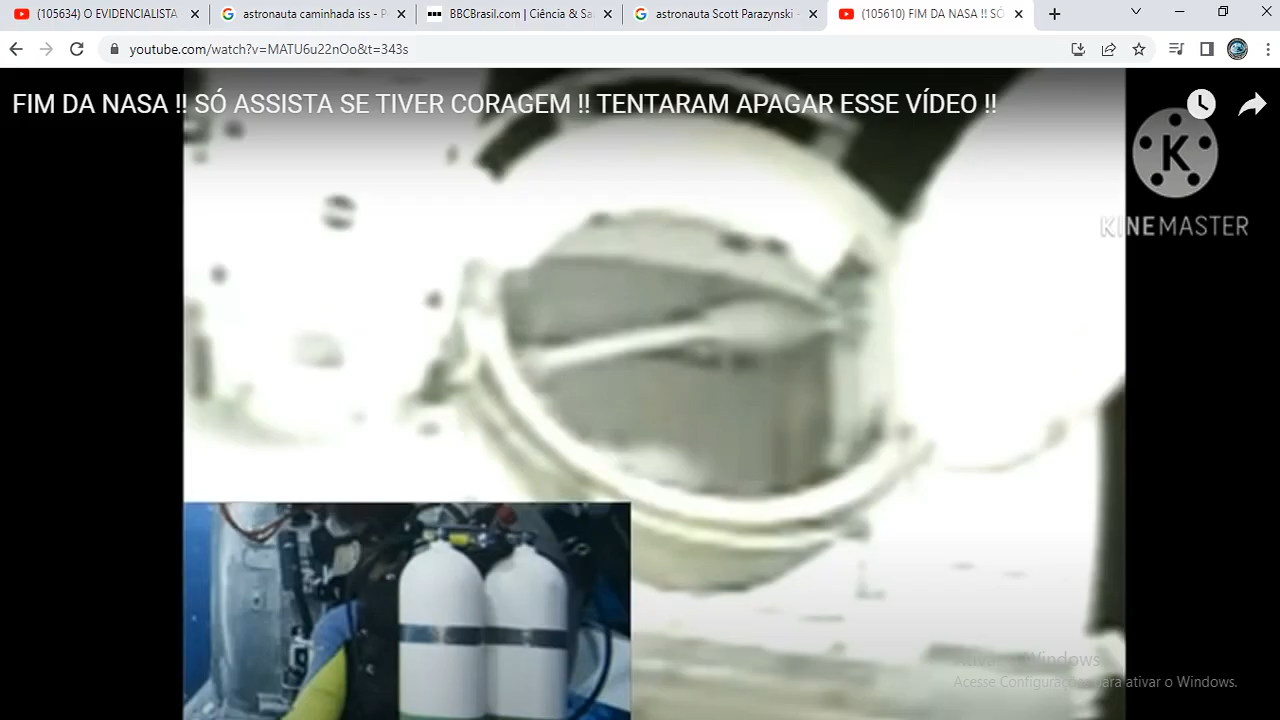 (105634) O EVIDENCIALISTA
astronauta caminhada iss - P
BBCBrasil.com | Ciência & Sa
astronauta Scott Parazynski -
(105610) FIM DA NASA !! SÓ
youtube.com/watch?v=MATU6u22nOo&t=343s
FIM DA NASA !! SÓ ASSISTA SE TIVER CORAGEM !! TENTARAM APAGAR ESSE VÍDEO !!
K
KINEMASTER
Ativar o Windows
Acesse Configurações para ativar o Windows.